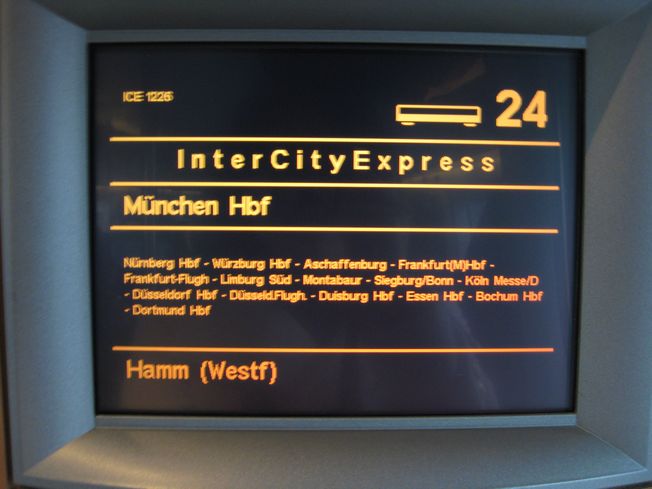 ICE 1226
24
InterCityExpress
München Hbf
Nürnberg Hbf - Würzburg Hbf - Aschaffenburg - Frankfurt(M)Hbf -
Frankfurt-Flugh - Limburg Süd - Montabaur - Siegburg/Bonn - Köln Messe/D
- Düsseldorf Hbf - Düsseld.Flugh. - Duisburg Hbf - Essen Hbf - Bochum Hbf
- Dortmund Hbf
Hamm (Westf)